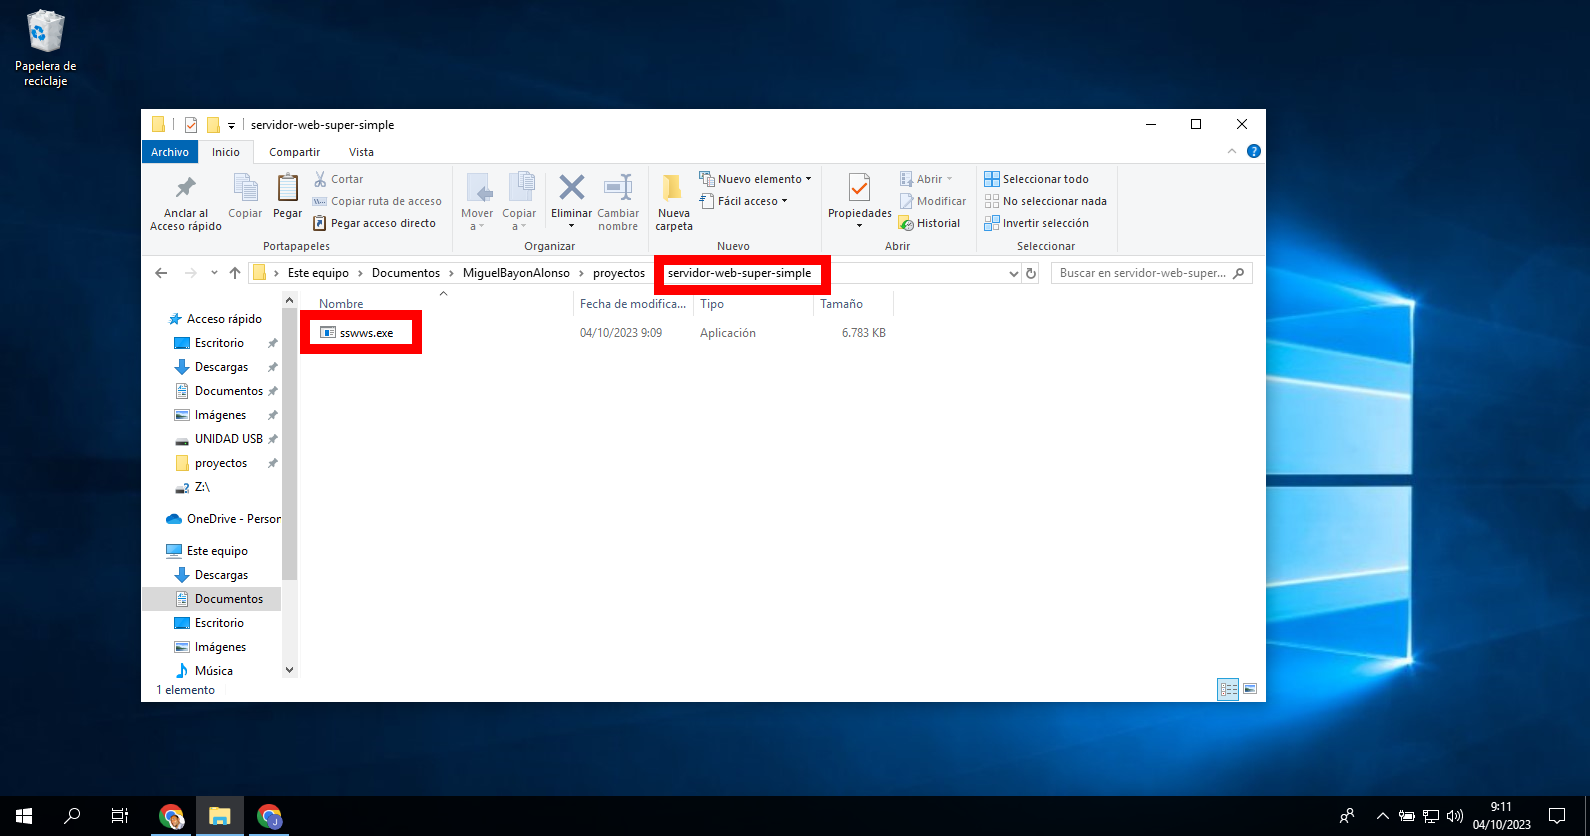 Papelera de
reciclaje
servidor-web-super-simple
Archivo
Inicio
Compartir
Vista
Anclar al
Acceso rápido
Copiar
Pegar
Cortar
Copiar ruta de acceso
Pegar acceso directo
Portapapeles
Mover
a
Copiar
a
Eliminar
Cambiar
nombre
Organizar
Nueva
carpeta
Nuevo elemento
Fácil acceso
Nuevo
Propiedades
Abrir
Modificar
Historial
Abrir
Seleccionar todo
No seleccionar nada
Invertir selección
Seleccionar
Este equipo > Documentos > MiguelBayonAlonso > proyectos > servidor-web-super-simple
Buscar en servidor-web-super...
Nombre
Fecha de modifica...
Tipo
Tamaño
sswws.exe
04/10/2023 9:09
Aplicación
6.783 KB
Acceso rápido
Escritorio
Descargas
Documentos
Imágenes
UNIDAD USB
proyectos
Z:\
OneDrive - Person
Este equipo
Descargas
Documentos
Escritorio
Imágenes
Música
1 elemento
J
9:11
04/10/2023